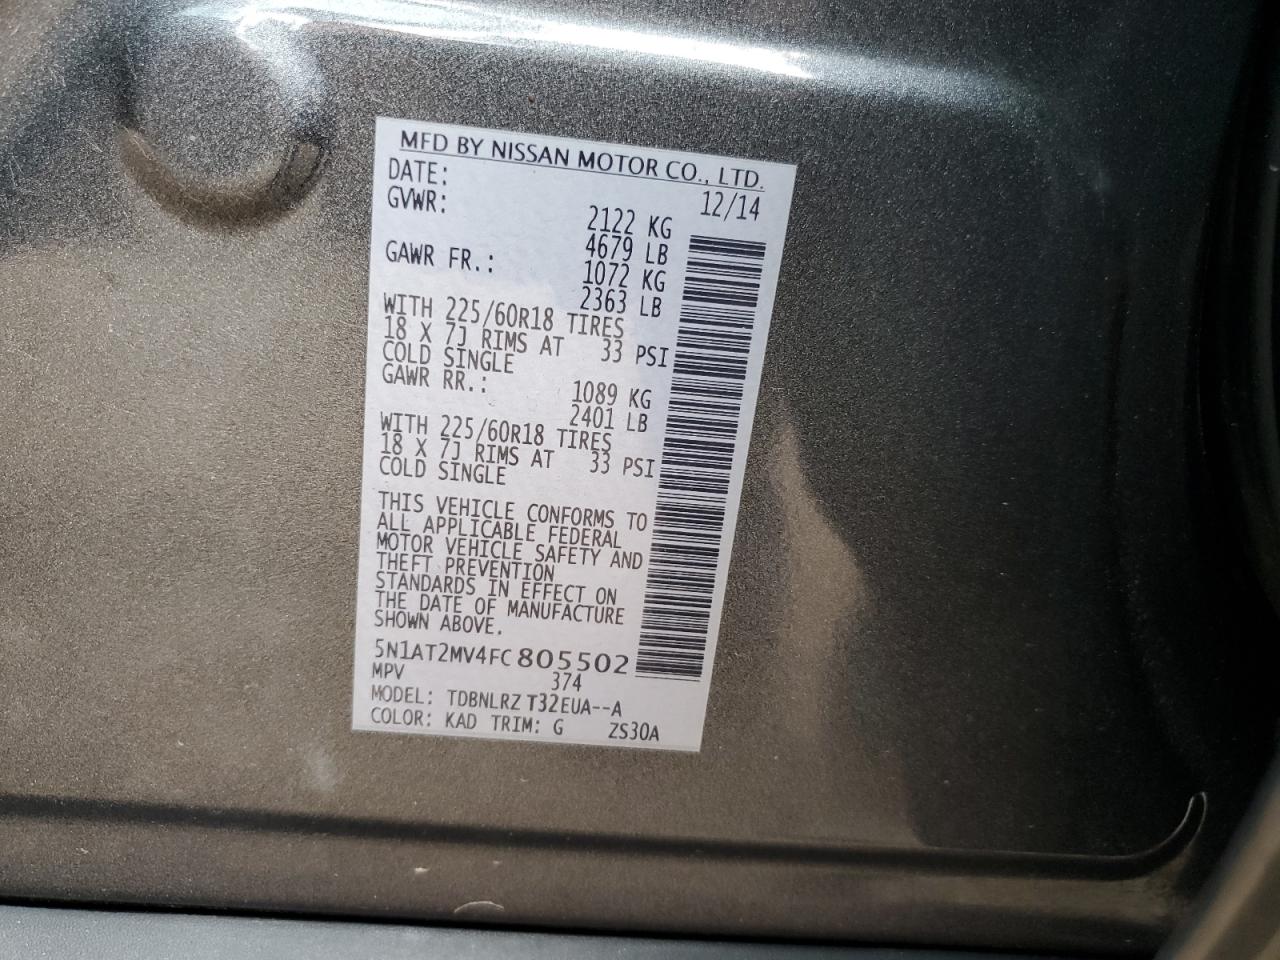 MFD BY NISSAN MOTOR CO., LTD.
DATE: 12/14
GVWR: 2122 KG
4679 LB
GAWR FR.: 1072 KG
2363 LB
WITH 225/60R18 TIRES
18 X 7J RIMS AT 33 PSI
COLD SINGLE
GAWR RR.: 1089 KG
2401 LB
WITH 225/60R18 TIRES
18 X 7J RIMS AT 33 PSI
COLD SINGLE
THIS VEHICLE CONFORMS TO
ALL APPLICABLE FEDERAL
MOTOR VEHICLE SAFETY AND
THEFT PREVENTION
STANDARDS IN EFFECT ON
THE DATE OF MANUFACTURE
SHOWN ABOVE.
5N1AT2MV4FC805502
MPV 374
MODEL: TDBNLRZ T32EUA--A
COLOR: KAD TRIM: G ZS30A